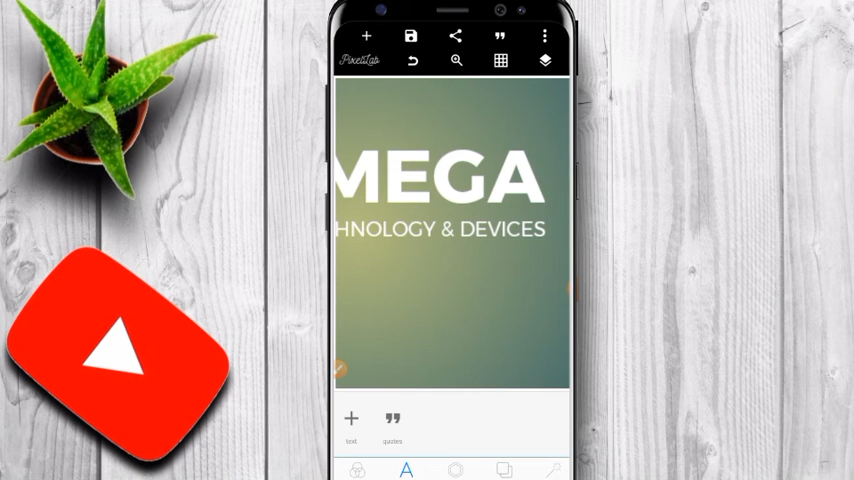 PixelLab
MEGA
HNOLOGY & DEVICES
text
quotes